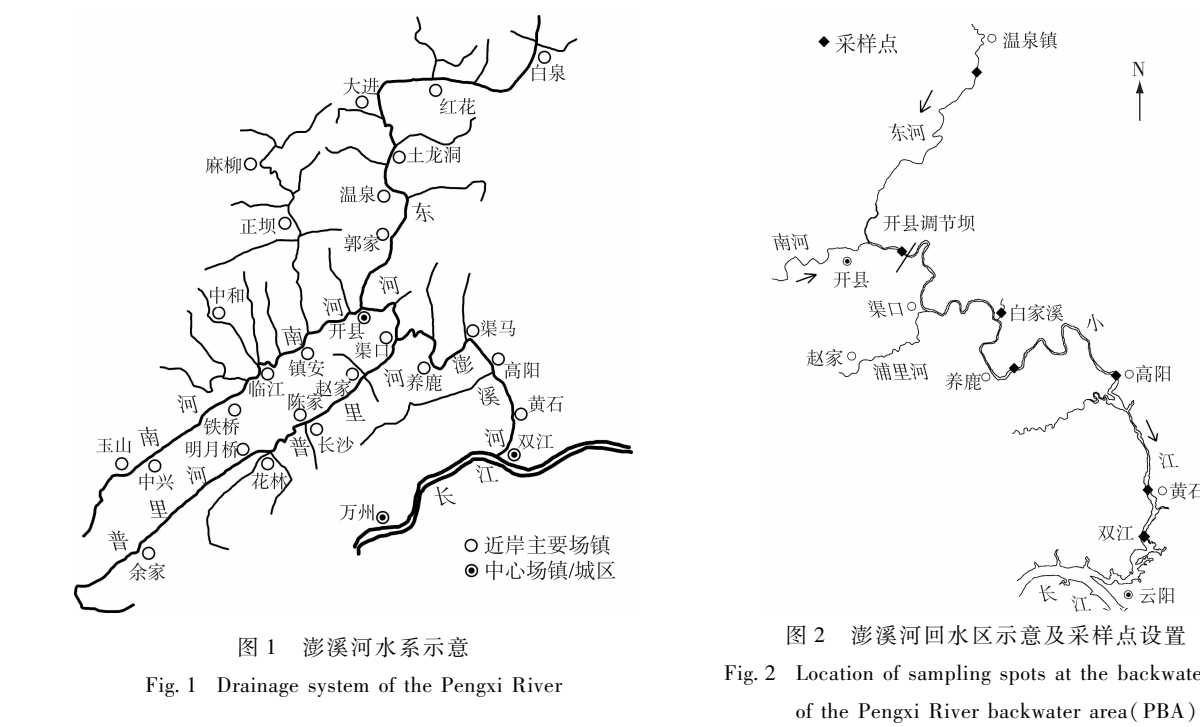 白泉
大进
红花
土龙洞
麻柳
温泉
东
正坝
郭家
河
中和
河
南
开县
渠口
渠马
镇安
澎
高阳
临江
赵家
河
养鹿
溪
河
陈家
里
黄石
铁桥
南
玉山
明月桥
普
长沙
河
双江
中兴
河
花林
江
里
长
万州
普
余家
近岸主要场镇
中心场镇/城区
图 1 澎溪河水系示意
Fig. 1 Drainage system of the Pengxi River
采样点
温泉镇
N
东河
开县调节坝
南河
开县
渠口
白家溪
小
赵家
浦里河
养鹿
高阳
江
黄石
双江
长
江
云阳
图 2 澎溪河回水区示意及采样点设置
Fig. 2 Location of sampling spots at the backwate
of the Pengxi River backwater area(PBA)